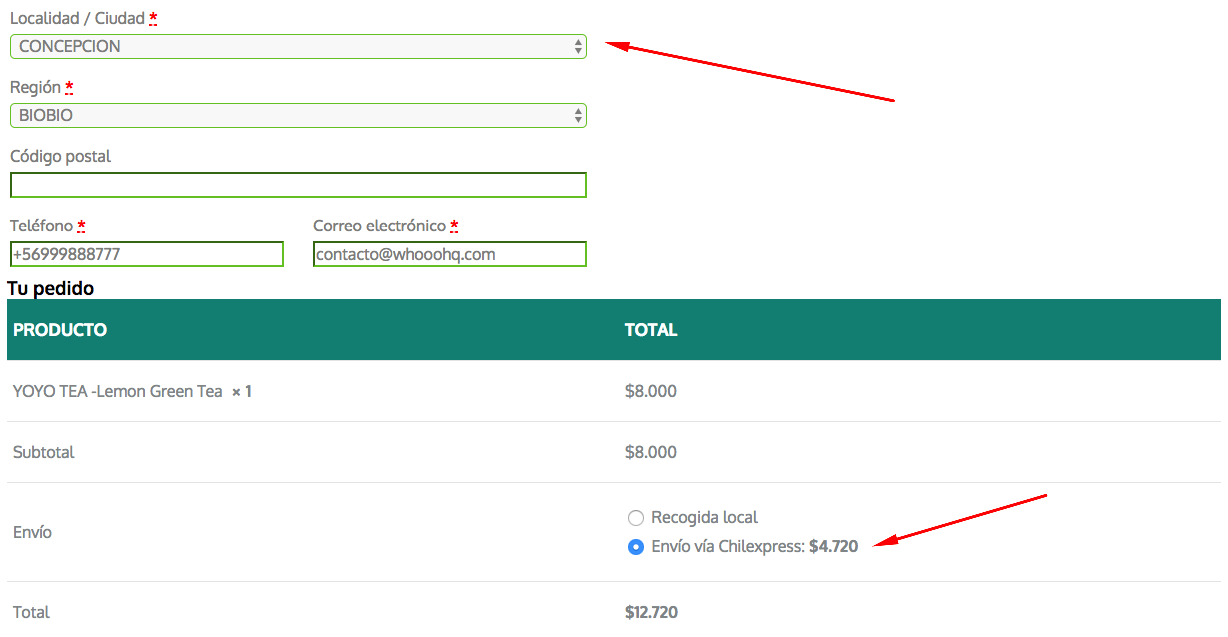 Localidad / Ciudad *
CONCEPCION
Región *
BIOBIO
Código postal
Teléfono * Correo electrónico *
+56999888777 contacto@whooohq.com
Tu pedido
PRODUCTO TOTAL
YOYO TEA -Lemon Green Tea × 1 $8.000
Subtotal $8.000
Recogida local
Envío
Envío vía Chilexpress: $4.720
Total $12.720